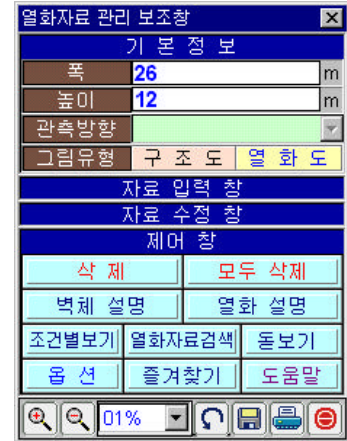 열화자료 관리 보조창
기 본 정 보
폭 26 m
높이 12 m
관측방향
그림유형 구 조 도 열 화 도
자료 입력 창
자료 수정 창
제어 창
삭 제 모두 삭제
벽체 설명 열화 설명
조건별보기 열화자료검색 돋보기
옵 션 즐겨찾기 도움말
01%